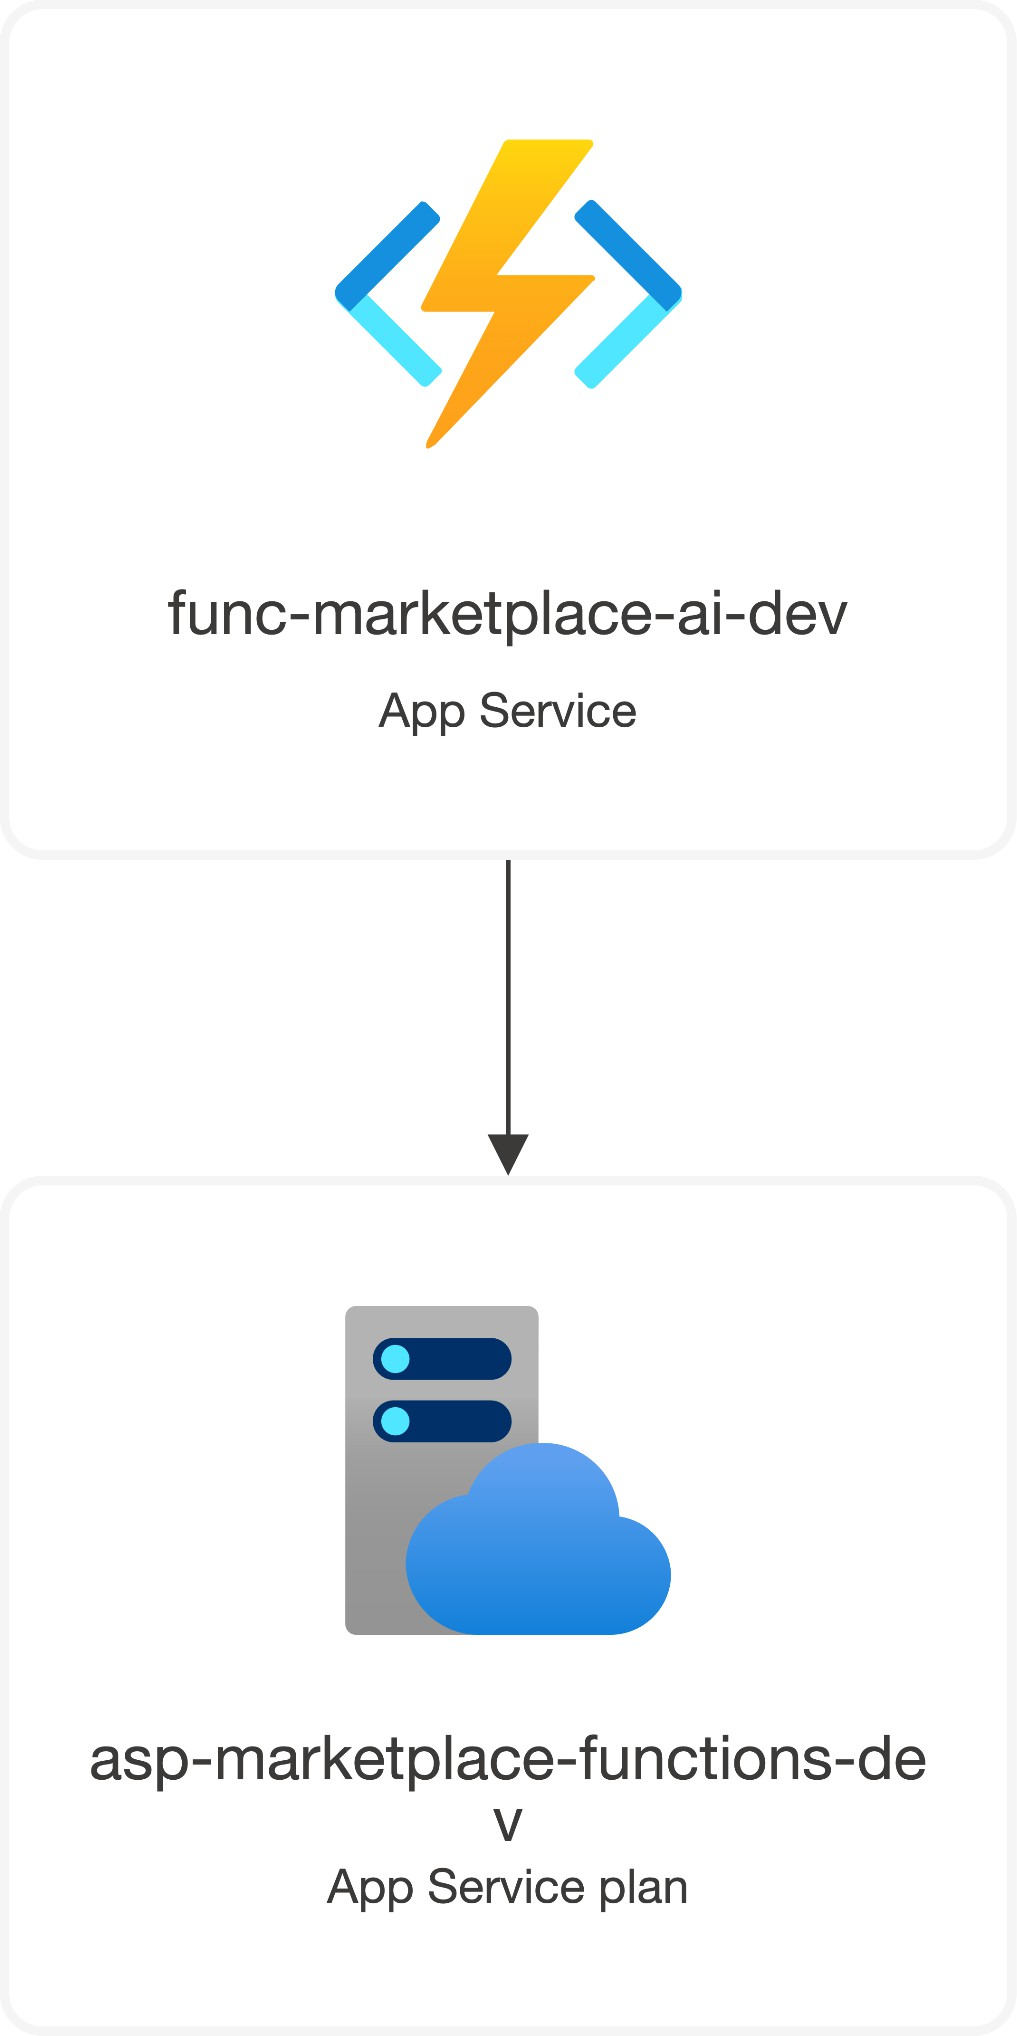 func-marketplace-ai-dev
App Service
asp-marketplace-functions-de
v
App Service plan